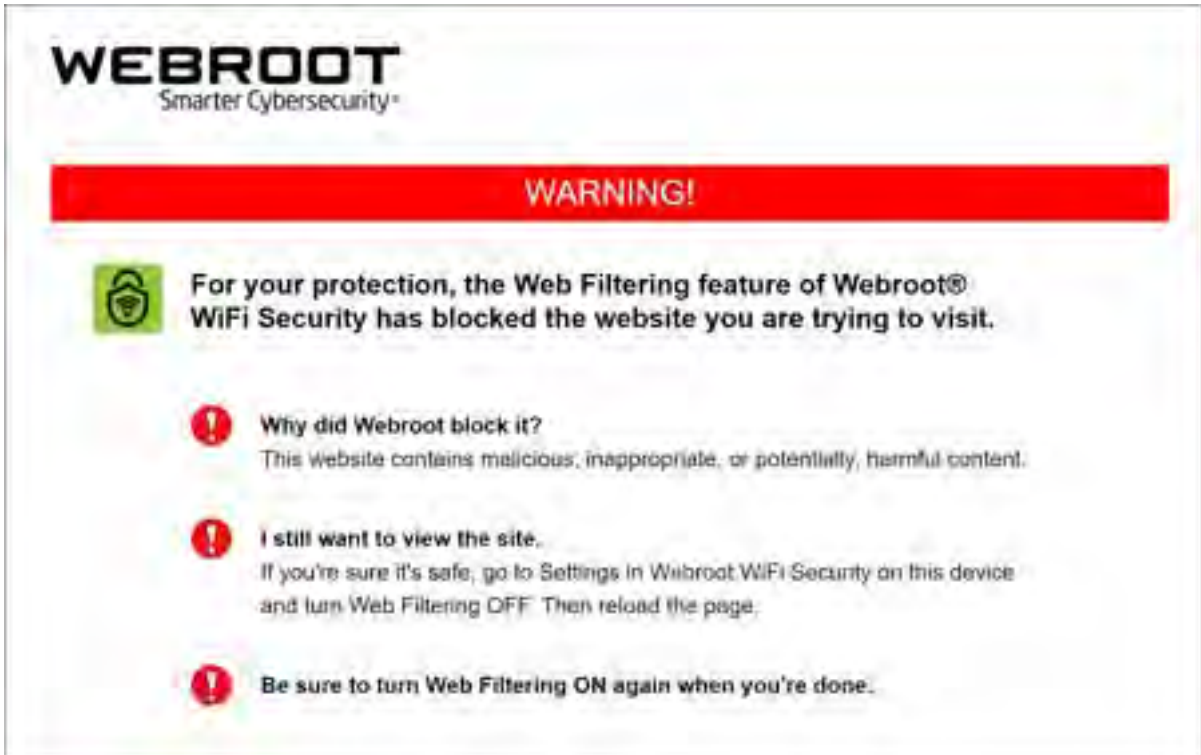 WEBROOT
Smarter Cybersecurity
WARNING!
For your protection, the Web Filtering feature of Webroot®
WiFi Security has blocked the website you are trying to visit.
Why did Webroot block it?
This website contains malicious, inappropriate, or potentially, harmful content.
I still want to view the site.
If you're sure it's safe, go to Settings in Webroot WiFi Security on this device
and turn Web Filtering OFF. Then reload the page.
Be sure to turn Web Filtering ON again when you're done.